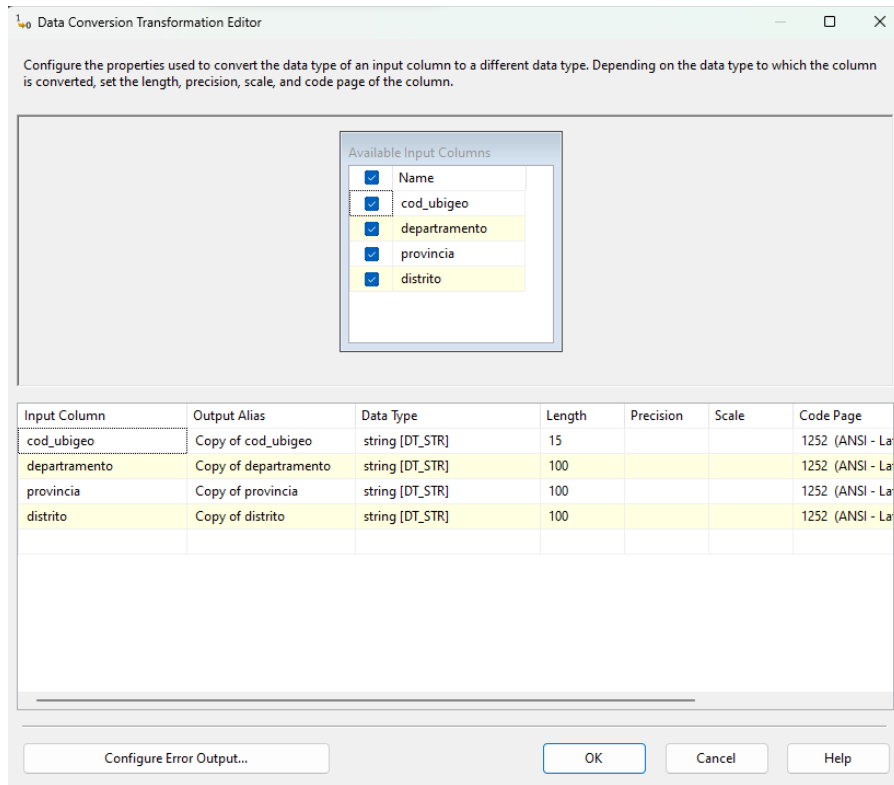 Data Conversion Transformation Editor
Configure the properties used to convert the data type of an input column to a different data type. Depending on the data type to which the column
is converted, set the length, precision, scale, and code page of the column.
Available Input Columns
Name
cod_ubigeo
departramento
provincia
distrito
Input Column Output Alias Data Type Length Precision Scale Code Page
cod_ubigeo Copy of cod_ubigeo string [DT_STR] 15 1252 (ANSI - La
departramento Copy of departramento string [DT_STR] 100 1252 (ANSI - La
provincia Copy of provincia string [DT_STR] 100 1252 (ANSI - La
distrito Copy of distrito string [DT_STR] 100 1252 (ANSI - La
Configure Error Output... OK Cancel Help